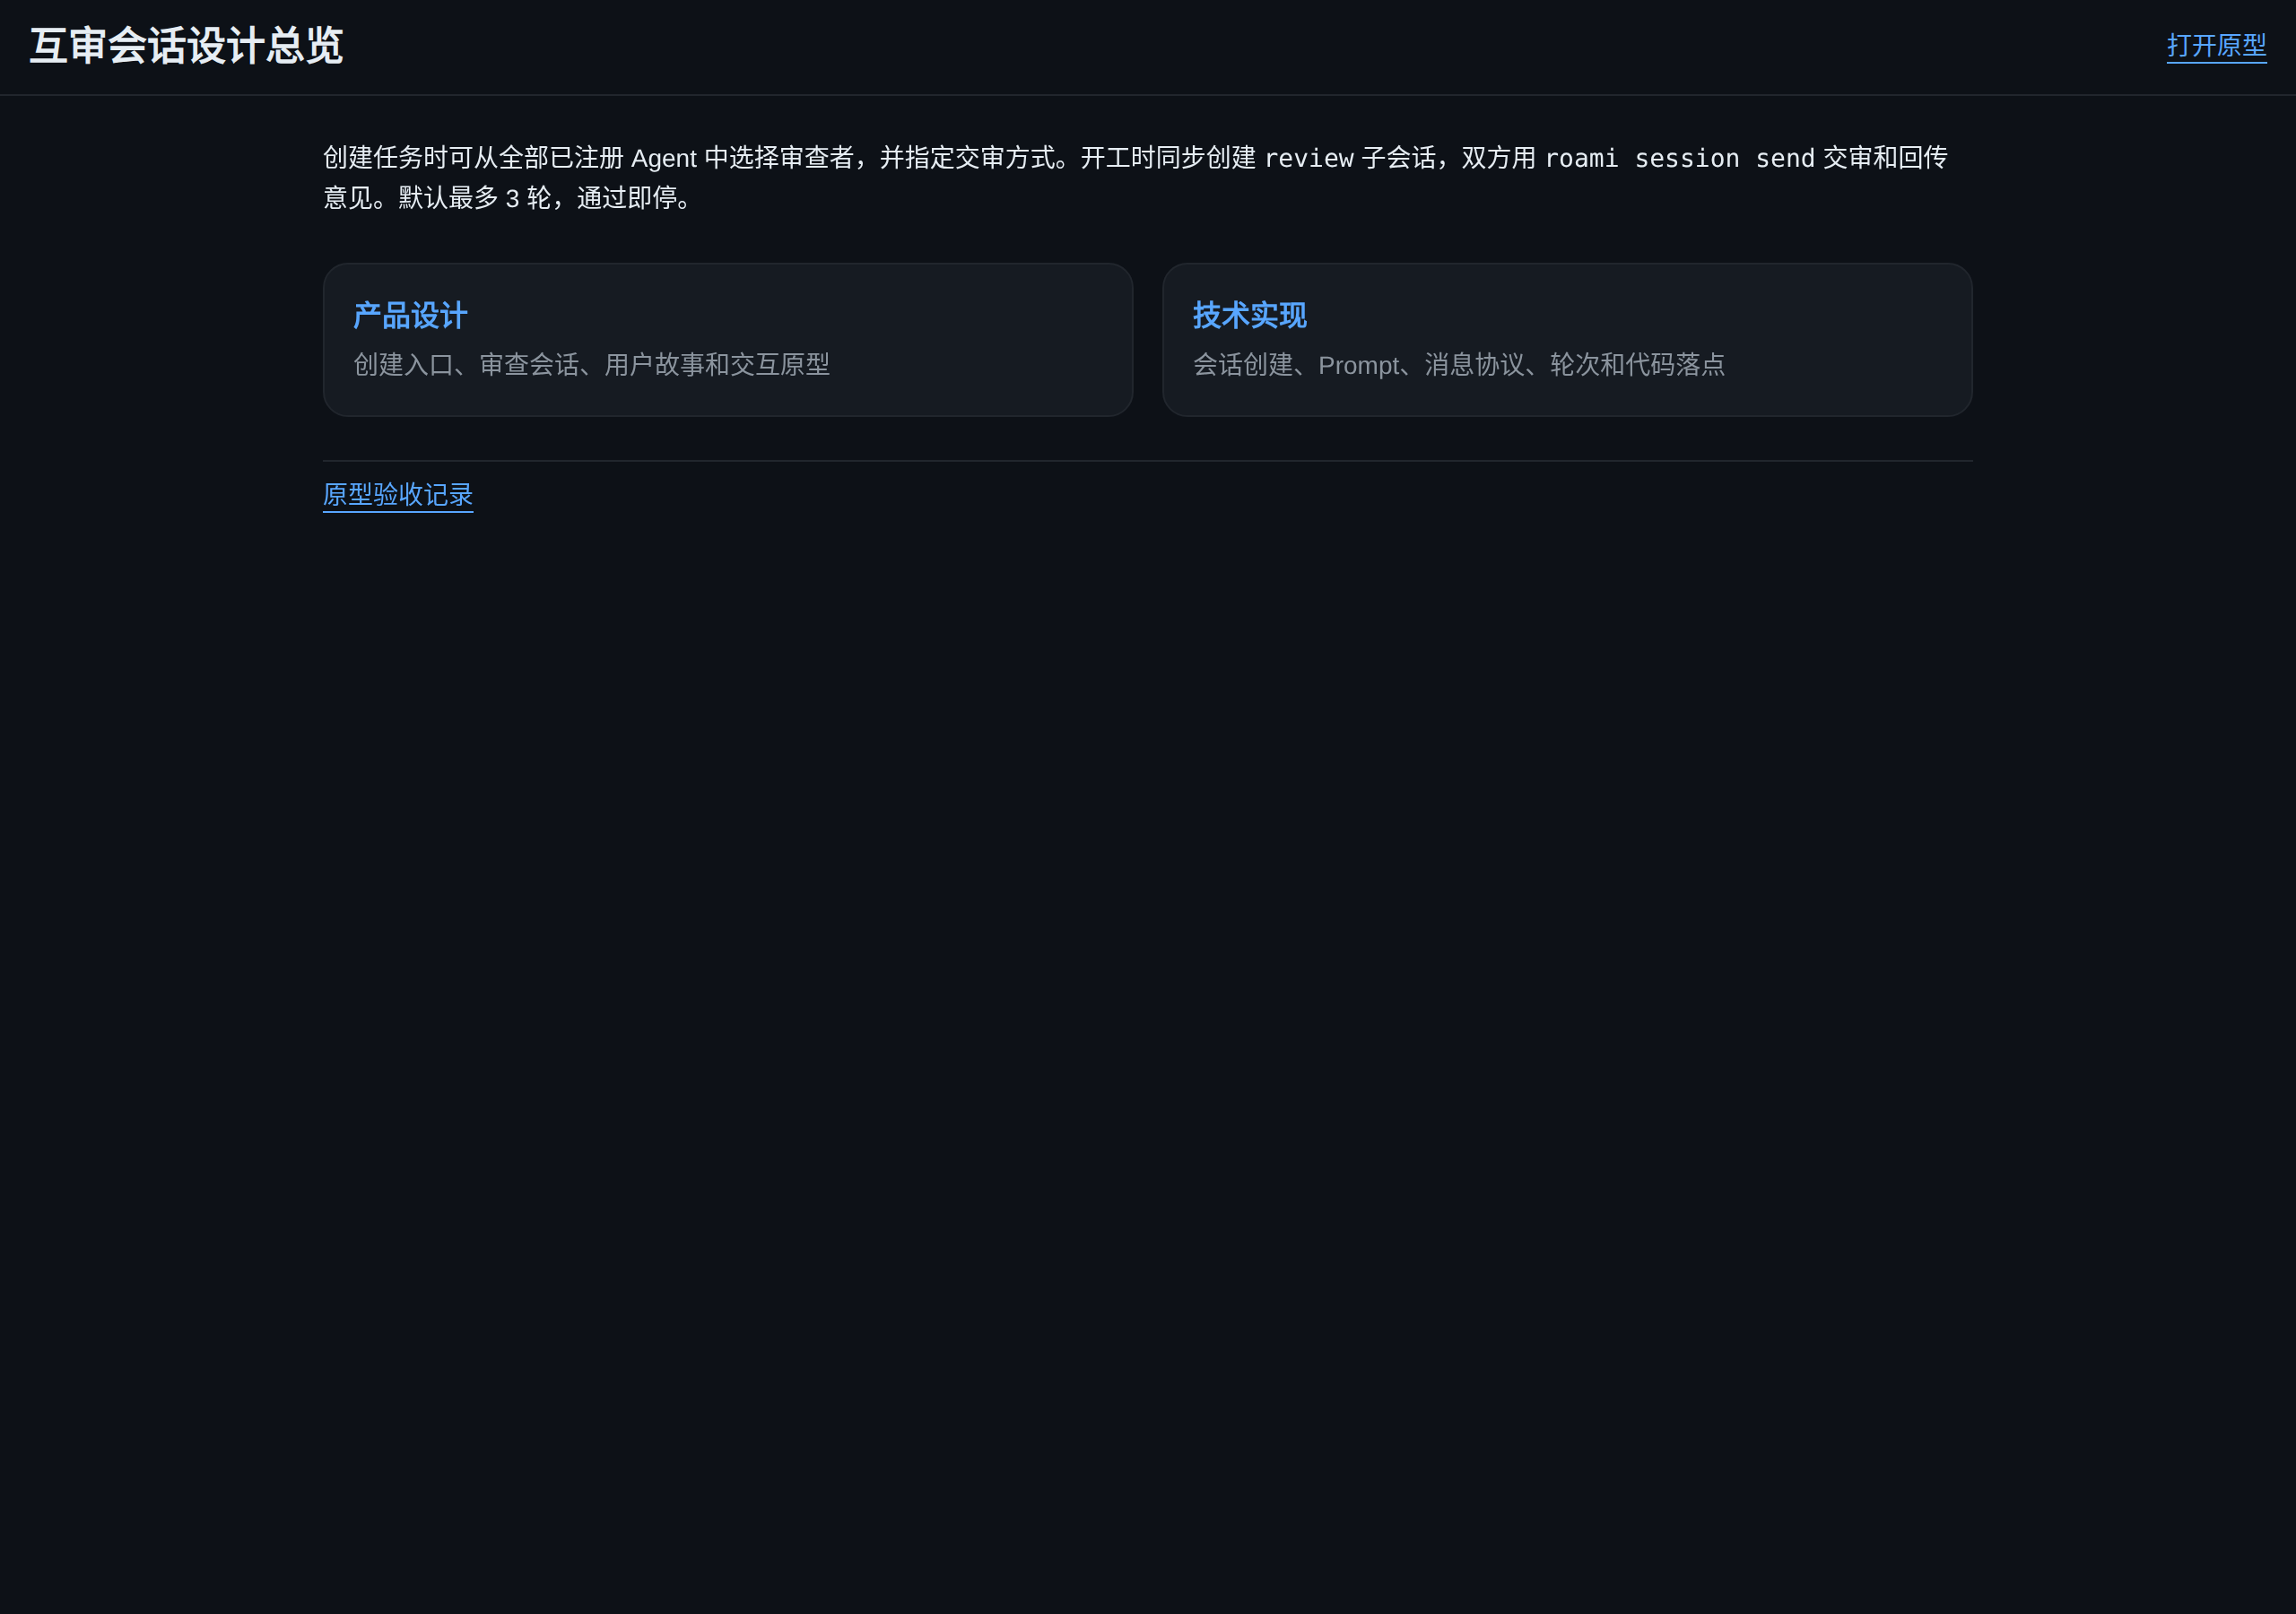 互审会话设计总览
打开原型
创建任务时可从全部已注册 Agent 中选择审查者，并指定交审方式。开工时同步创建 review 子会话，双方用 roami session send 交审和回传
意见。默认最多 3 轮，通过即停。
产品设计
创建入口、审查会话、用户故事和交互原型
技术实现
会话创建、Prompt、消息协议、轮次和代码落点
原型验收记录